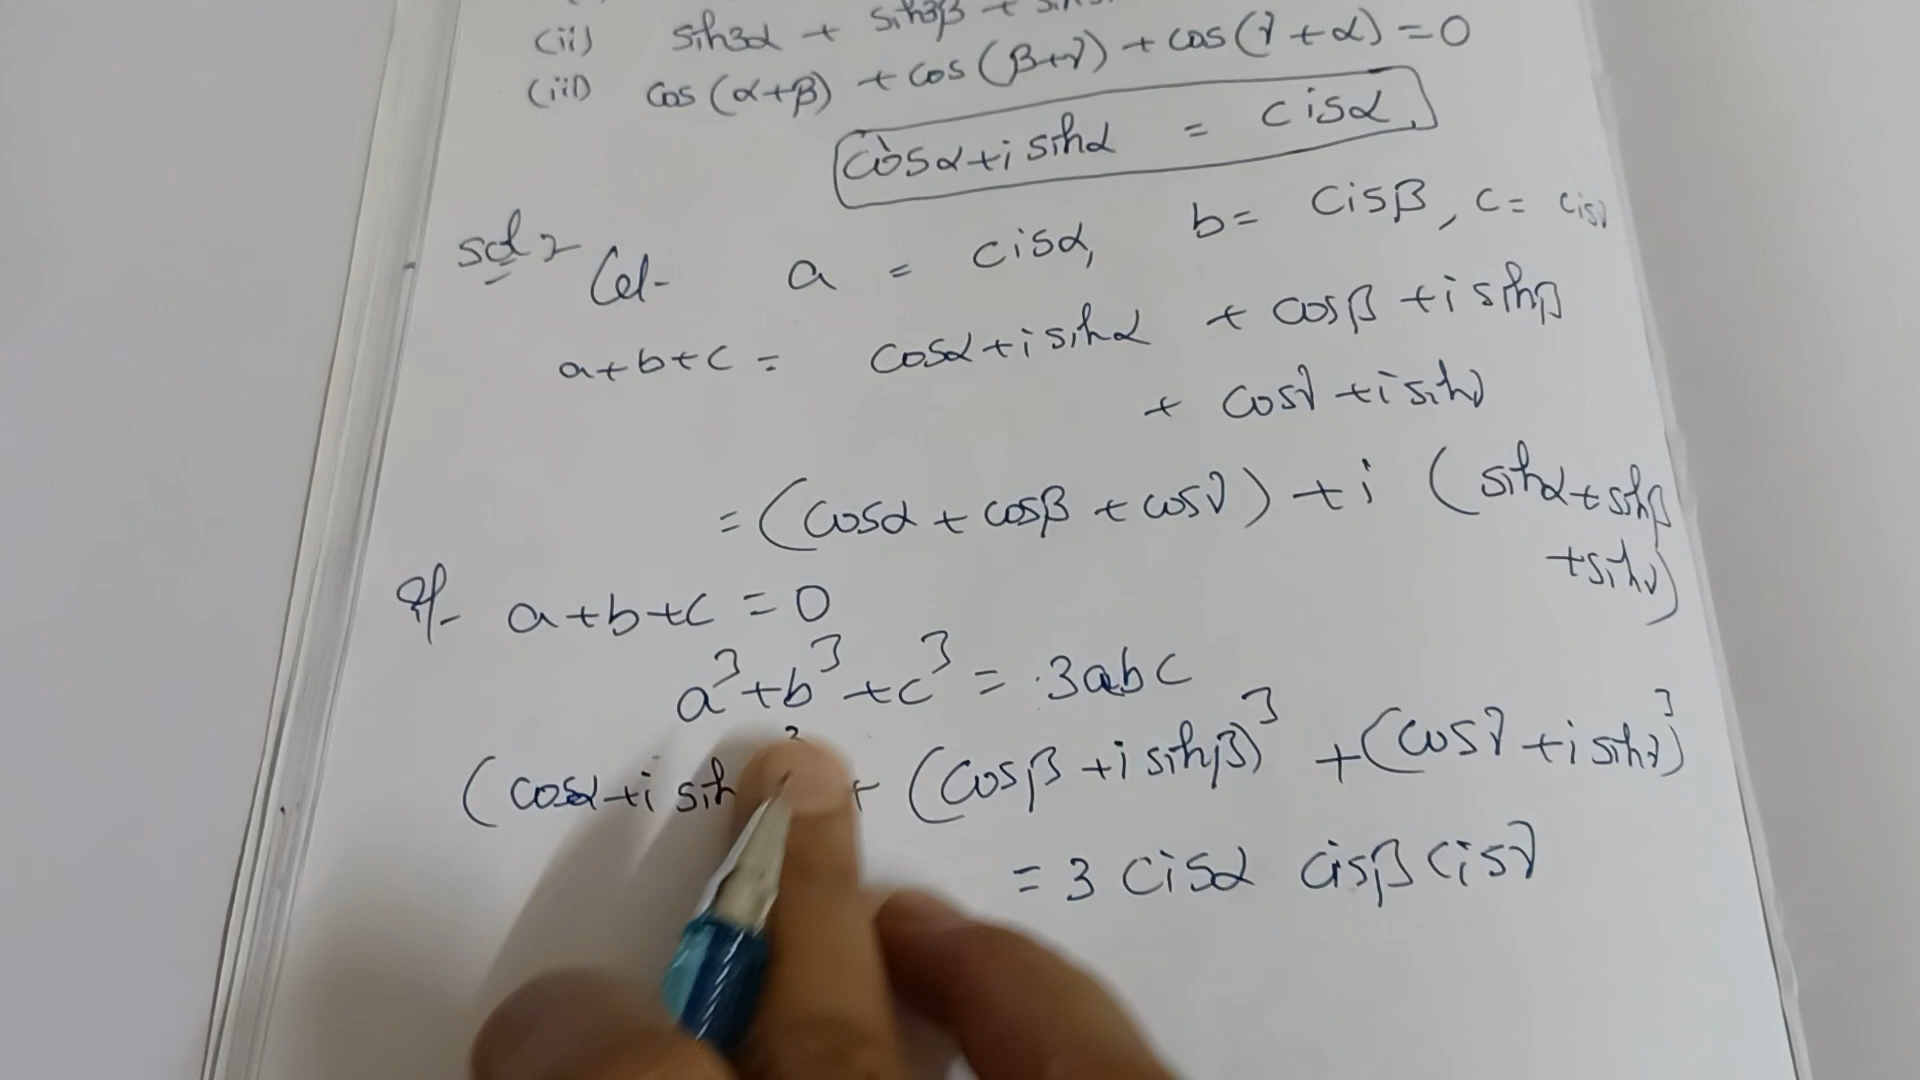 (ii) sin3α + sin3β + sin
(iii) cos(α+β) + cos(β+γ) + cos(γ+α) = 0
cosα+i sinα = cisα
sol Let a = cisα, b = cisβ, c = cisγ
a+b+c = cosα+i sinα + cosβ+i sinβ
+ cosγ+i sinγ
= (cosα + cosβ + cosγ) + i (sinα+sinβ
+sinγ)
If a+b+c = 0
a³+b³+c³ = 3abc
(cosα+i sin + (cosβ+i sinβ)³ + (cosγ+i sinγ)³
= 3 cisα cisβ cisγ